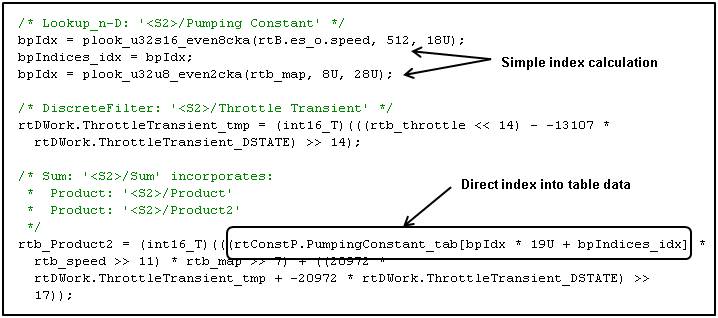 /* Lookup_n-D: '<S2>/Pumping Constant' */
bpIdx = plook_u32s16_even8cka(rtB.es_o.speed, 512, 18U);
bpIndices_idx = bpIdx;
bpIdx = plook_u32u8_even2cka(rtb_map, 8U, 28U);
Simple index calculation
/* DiscreteFilter: '<S2>/Throttle Transient' */
rtDWork.ThrottleTransient_tmp = (int16_T)(((rtb_throttle << 14) - -13107 *
rtDWork.ThrottleTransient_DSTATE) >> 14);
/* Sum: '<S2>/Sum' incorporates:
*  Product: '<S2>/Product'
*  Product: '<S2>/Product2'
*/
Direct index into table data
rtb_Product2 = (int16_T)(((rtConstP.PumpingConstant_tab[bpIdx * 19U + bpIndices_idx] *
rtb_speed >> 11) * rtb_map >> 7) + ((20972 *
rtDWork.ThrottleTransient_tmp + -20972 * rtDWork.ThrottleTransient_DSTATE) >>
17));